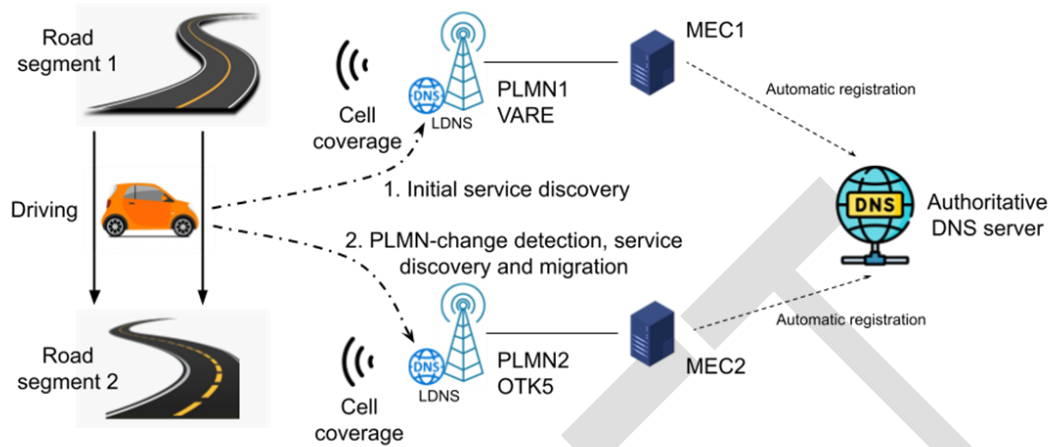 Road
segment 1
Cell
coverage
DNS
LDNS
PLMN1
VARE
MEC1
Automatic registration
1. Initial service discovery
Driving
2. PLMN-change detection, service
discovery and migration
DNS
Authoritative
DNS server
Road
segment 2
Cell
coverage
DNS
LDNS
PLMN2
OTK5
MEC2
Automatic registration